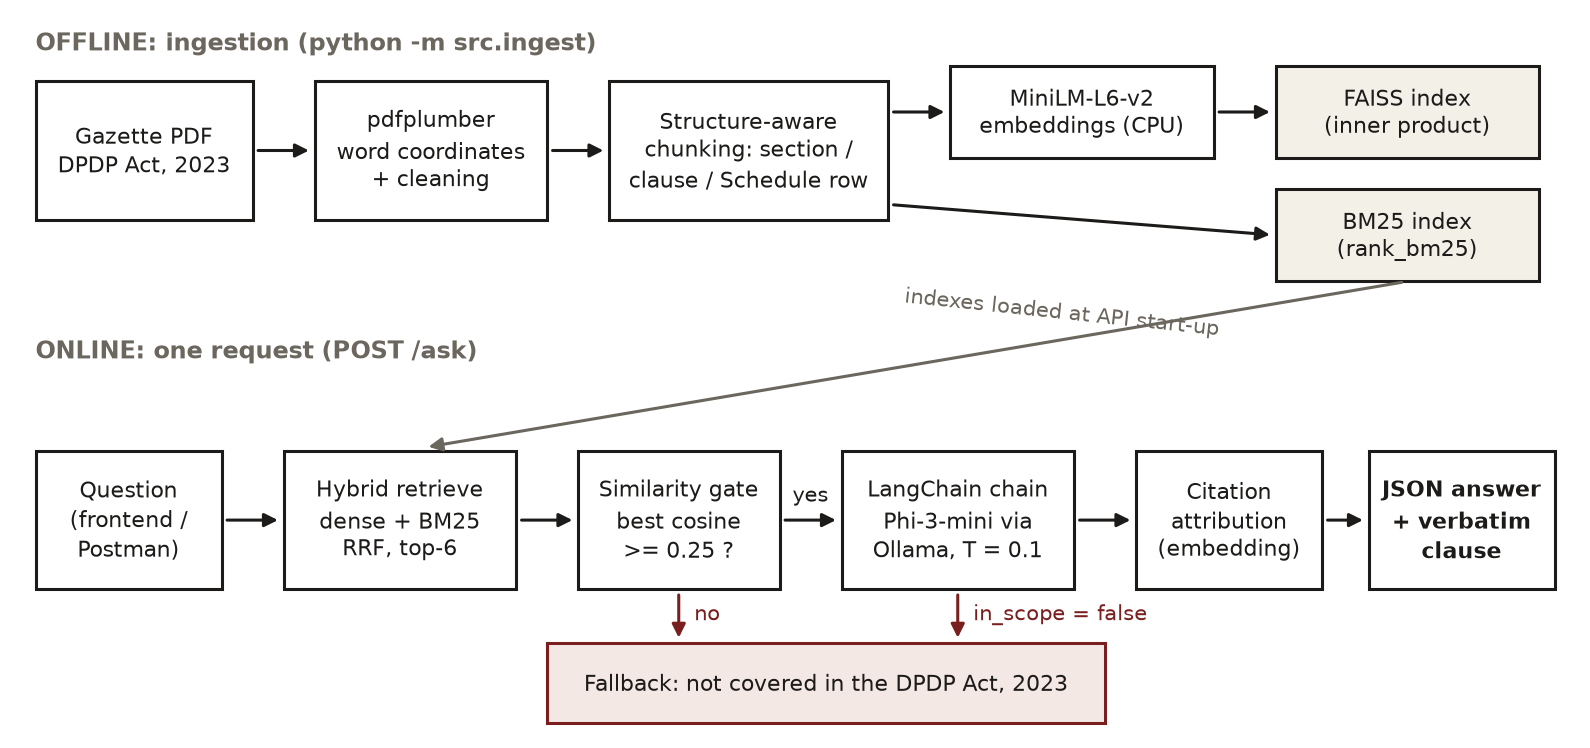 OFFLINE: ingestion (python -m src.ingest)
Gazette PDF
DPDP Act, 2023
pdfplumber
word coordinates
+ cleaning
Structure-aware
chunking: section /
clause / Schedule row
MiniLM-L6-v2
embeddings (CPU)
FAISS index
(inner product)
BM25 index
(rank_bm25)
indexes loaded at API start-up
ONLINE: one request (POST /ask)
Question
(frontend /
Postman)
Hybrid retrieve
dense + BM25
RRF, top-6
Similarity gate
best cosine
>= 0.25 ?
yes
LangChain chain
Phi-3-mini via
Ollama, T = 0.1
Citation
attribution
(embedding)
JSON answer
+ verbatim
clause
no
in_scope = false
Fallback: not covered in the DPDP Act, 2023